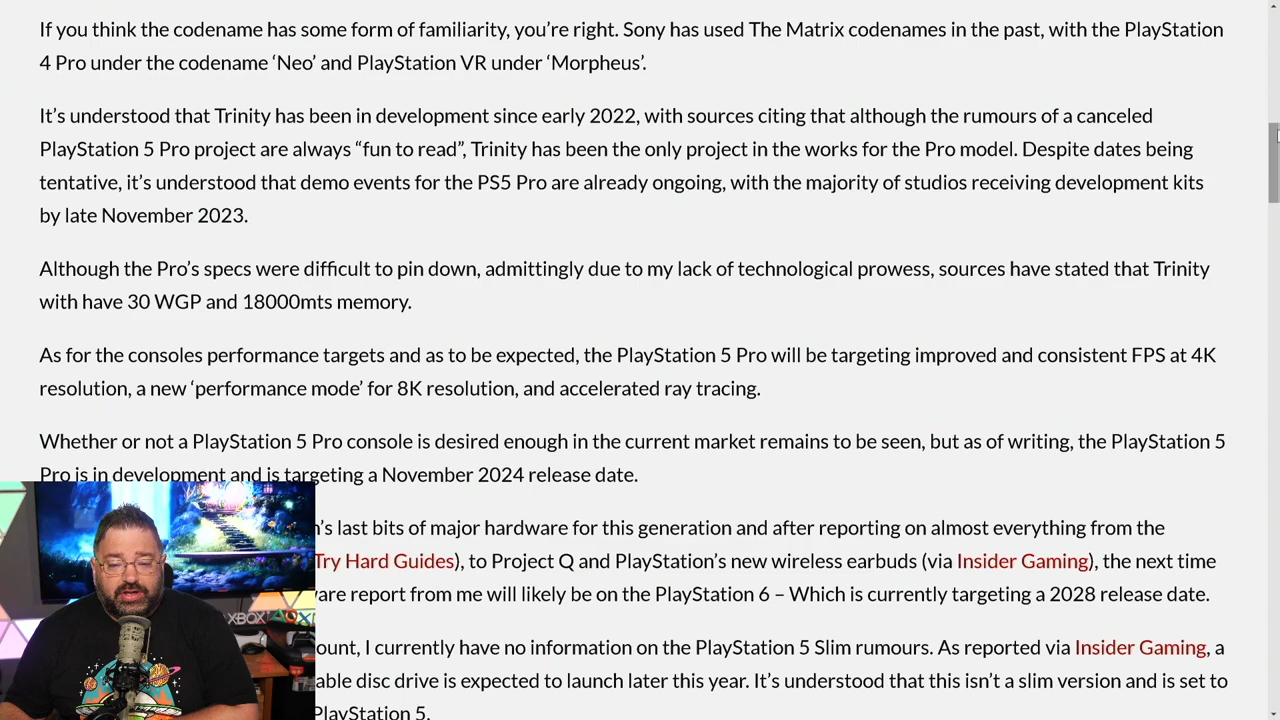 If you think the codename has some form of familiarity, you’re right. Sony has used The Matrix codenames in the past, with the PlayStation
4 Pro under the codename ‘Neo’ and PlayStation VR under ‘Morpheus’.
It’s understood that Trinity has been in development since early 2022, with sources citing that although the rumours of a canceled
PlayStation 5 Pro project are always “fun to read”, Trinity has been the only project in the works for the Pro model. Despite dates being
tentative, it’s understood that demo events for the PS5 Pro are already ongoing, with the majority of studios receiving development kits
by late November 2023.
Although the Pro’s specs were difficult to pin down, admittingly due to my lack of technological prowess, sources have stated that Trinity
with have 30 WGP and 18000mts memory.
As for the consoles performance targets and as to be expected, the PlayStation 5 Pro will be targeting improved and consistent FPS at 4K
resolution, a new ‘performance mode’ for 8K resolution, and accelerated ray tracing.
Whether or not a PlayStation 5 Pro console is desired enough in the current market remains to be seen, but as of writing, the PlayStation 5
Pro is in development and is targeting a November 2024 release date.
’s last bits of major hardware for this generation and after reporting on almost everything from the
Try Hard Guides), to Project Q and PlayStation’s new wireless earbuds (via Insider Gaming), the next time
are report from me will likely be on the PlayStation 6 – Which is currently targeting a 2028 release date.
ount, I currently have no information on the PlayStation 5 Slim rumours. As reported via Insider Gaming, a
able disc drive is expected to launch later this year. It’s understood that this isn’t a slim version and is set to
PlayStation 5.
XBOX